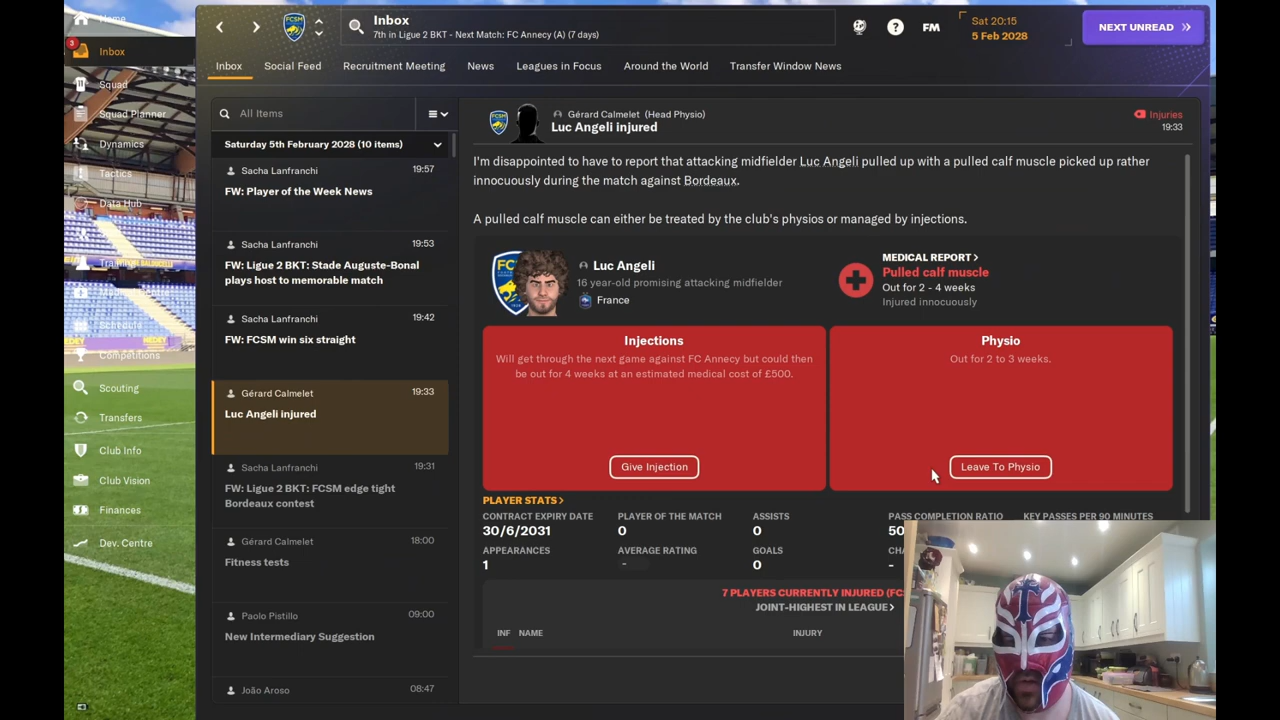 Home
3
Inbox
Squad
Squad Planner
Dynamics
Tactics
Data Hub
Schedule
Competitions
Scouting
Transfers
Club Info
Club Vision
Finances
Dev. Centre
FCSM
Inbox
7th in Ligue 2 BKT - Next Match: FC Annecy (A) (7 days)
?
FM
Sat 20:15
5 Feb 2028
NEXT UNREAD
Inbox
Social Feed
Recruitment Meeting
News
Leagues in Focus
Around the World
Transfer Window News
All Items
Saturday 5th February 2028 (10 items)
Sacha Lanfranchi
19:57
FW: Player of the Week News
Sacha Lanfranchi
19:53
FW: Ligue 2 BKT: Stade Auguste-Bonal
plays host to memorable match
Sacha Lanfranchi
19:42
FW: FCSM win six straight
Gérard Calmelet
19:33
Luc Angeli injured
Sacha Lanfranchi
19:31
FW: Ligue 2 BKT: FCSM edge tight
Bordeaux contest
Gérard Calmelet
18:00
Fitness tests
Paolo Pistillo
09:00
New Intermediary Suggestion
João Aroso
08:47
Gérard Calmelet (Head Physio)
Luc Angeli injured
Injuries
19:33
I'm disappointed to have to report that attacking midfielder Luc Angeli pulled up with a pulled calf muscle picked up rather
innocuously during the match against Bordeaux.
A pulled calf muscle can either be treated by the club's physios or managed by injections.
Luc Angeli
16 year-old promising attacking midfielder
France
MEDICAL REPORT >
Pulled calf muscle
Out for 2 - 4 weeks
Injured innocuously
Injections
Will get through the next game against FC Annecy but could then
be out for 4 weeks at an estimated medical cost of £500.
Give Injection
Physio
Out for 2 to 3 weeks.
Leave To Physio
PLAYER STATS >
CONTRACT EXPIRY DATE
PLAYER OF THE MATCH
ASSISTS
PASS COMPLETION RATIO
KEY PASSES PER 90 MINUTES
30/6/2031
0
0
50
APPEARANCES
AVERAGE RATING
GOALS
1
-
0
-
7 PLAYERS CURRENTLY INJURED
JOINT-HIGHEST IN LEAGUE >
INF
NAME
INJURY